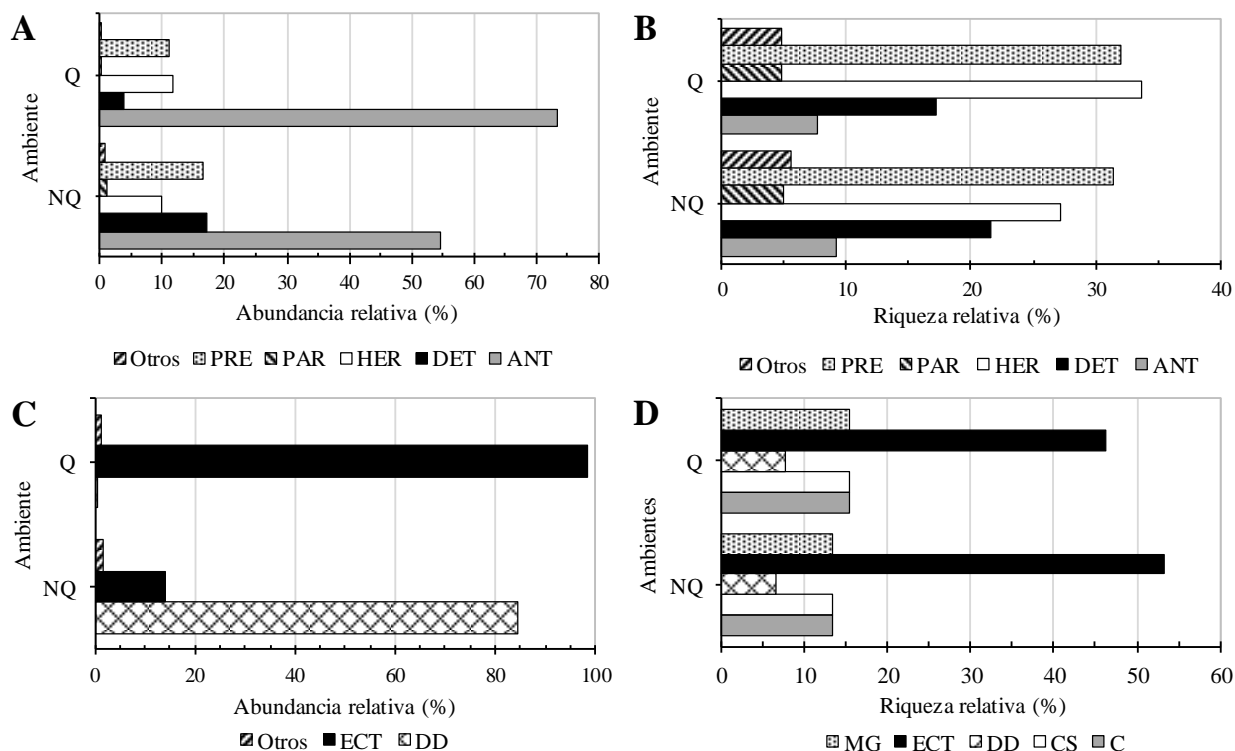 A
Ambiente
Q
NQ
0 10 20 30 40 50 60 70 80
Abundancia relativa (%)
Otros PRE PAR HER DET ANT
B
Ambiente
Q
NQ
0 10 20 30 40
Riqueza relativa (%)
Otros PRE PAR HER DET ANT
C
Ambiente
Q
NQ
0 20 40 60 80 100
Abundancia relativa (%)
Otros ECT DD
D
Ambientes
Q
NQ
0 10 20 30 40 50 60
Riqueza relativa (%)
MG ECT DD CS C